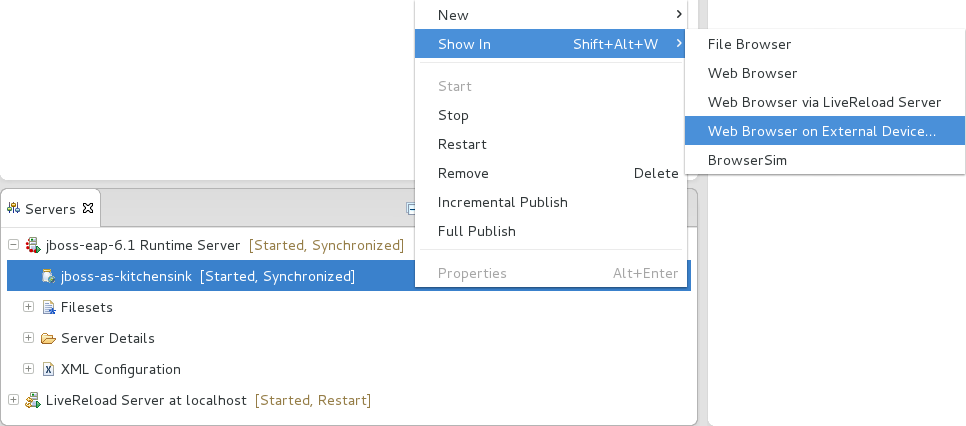 New
Show In Shift+Alt+W
Start
Stop
Restart
Remove Delete
Incremental Publish
Full Publish
Properties Alt+Enter
File Browser
Web Browser
Web Browser via LiveReload Server
Web Browser on External Device...
BrowserSim
Servers
jboss-eap-6.1 Runtime Server [Started, Synchronized]
jboss-as-kitchensink [Started, Synchronized]
Filesets
Server Details
XML Configuration
LiveReload Server at localhost [Started, Restart]